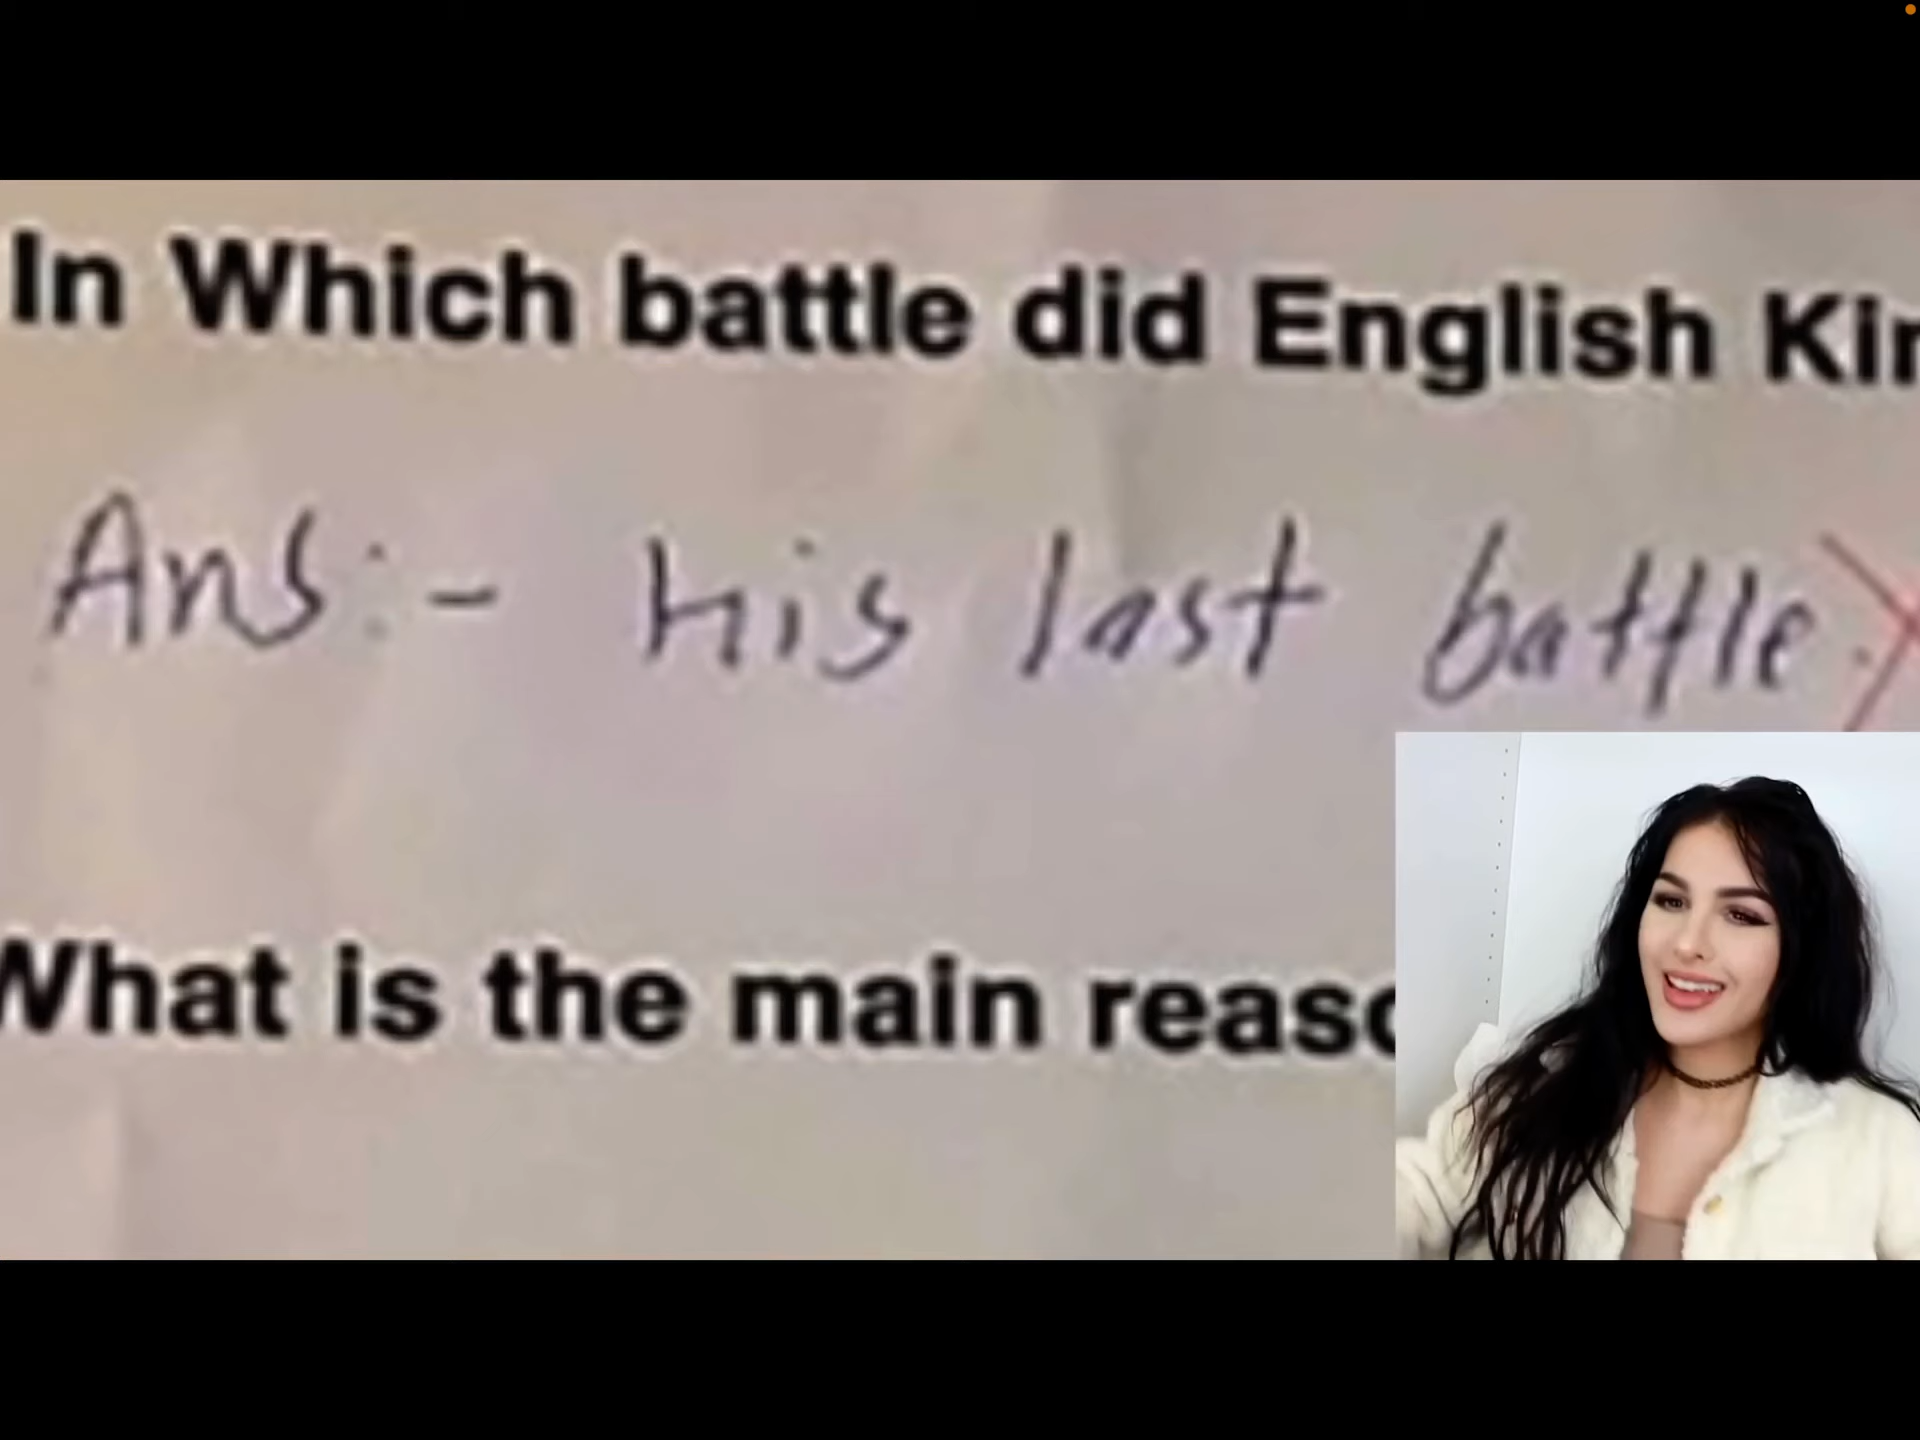 In Which battle did English Kin
Ans:- His last battle.
What is the main reaso